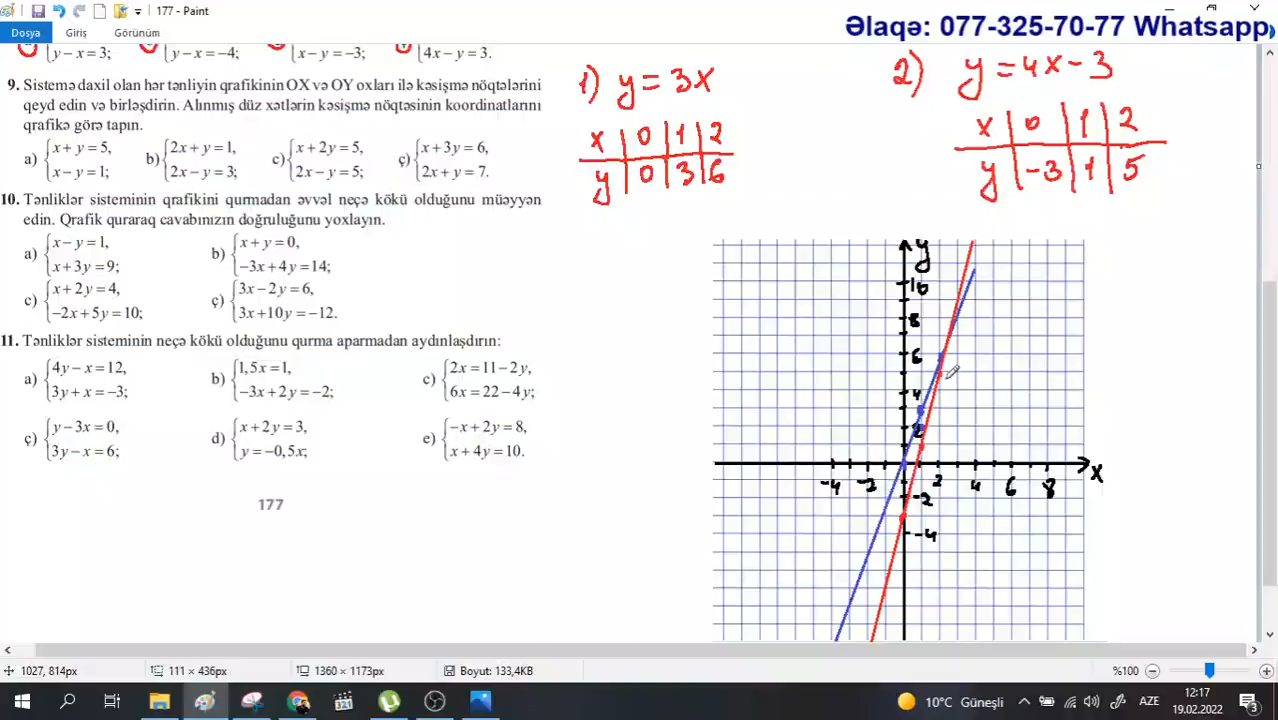 177 - Paint
Əlaqə: 077-325-70-77 Whatsapp
Dosya Giriş Görünüm
y – x = 3; y – x = –4; x – y = –3; 4x – y = 3.
9. Sistemə daxil olan hər tənliyin qrafikinin OX və OY oxları ilə kəsişmə nöqtələrini
qeyd edin və birləşdirin. Alınmış düz xətlərin kəsişmə nöqtəsinin koordinatlarını
qrafikə görə tapın.
a) { x + y = 5, b) { 2x + y = 1, c) { x + 2y = 5, ç) { x + 3y = 6,
x – y = 1; 2x – y = 3; 2x – y = 5; 2x + y = 7.
10. Tənliklər sisteminin qrafikini qurmadan əvvəl neçə kökü olduğunu müəyyən
edin. Qrafik quraraq cavabınızın doğruluğunu yoxlayın.
a) { x – y = 1, b) { x + y = 0,
x + 3y = 9; –3x + 4y = 14;
c) { x + 2y = 4, ç) { 3x – 2y = 6,
–2x + 5y = 10; 3x + 10y = –12.
11. Tənliklər sisteminin neçə kökü olduğunu qurma aparmadan aydınlaşdırın:
a) { 4y – x = 12, b) { 1,5x = 1, c) { 2x = 11 – 2y,
3y + x = –3; –3x + 2y = –2; 6x = 22 – 4y;
ç) { y – 3x = 0, d) { x + 2y = 3, e) { –x + 2y = 8,
3y – x = 6; y = –0,5x; x + 4y = 10.
177
1) y = 3x
x 0 1 2
y 0 3 6
2) y = 4x – 3
x 0 1 2
y –3 1 5
y
10
8
6
4
2
–4 –2 2 4 6 8 x
–2
–4
1027, 814px 111 × 436px 1360 × 1173px Boyut: 133,4KB %100
10°C Güneşli AZE 12:17
19.02.2022
3